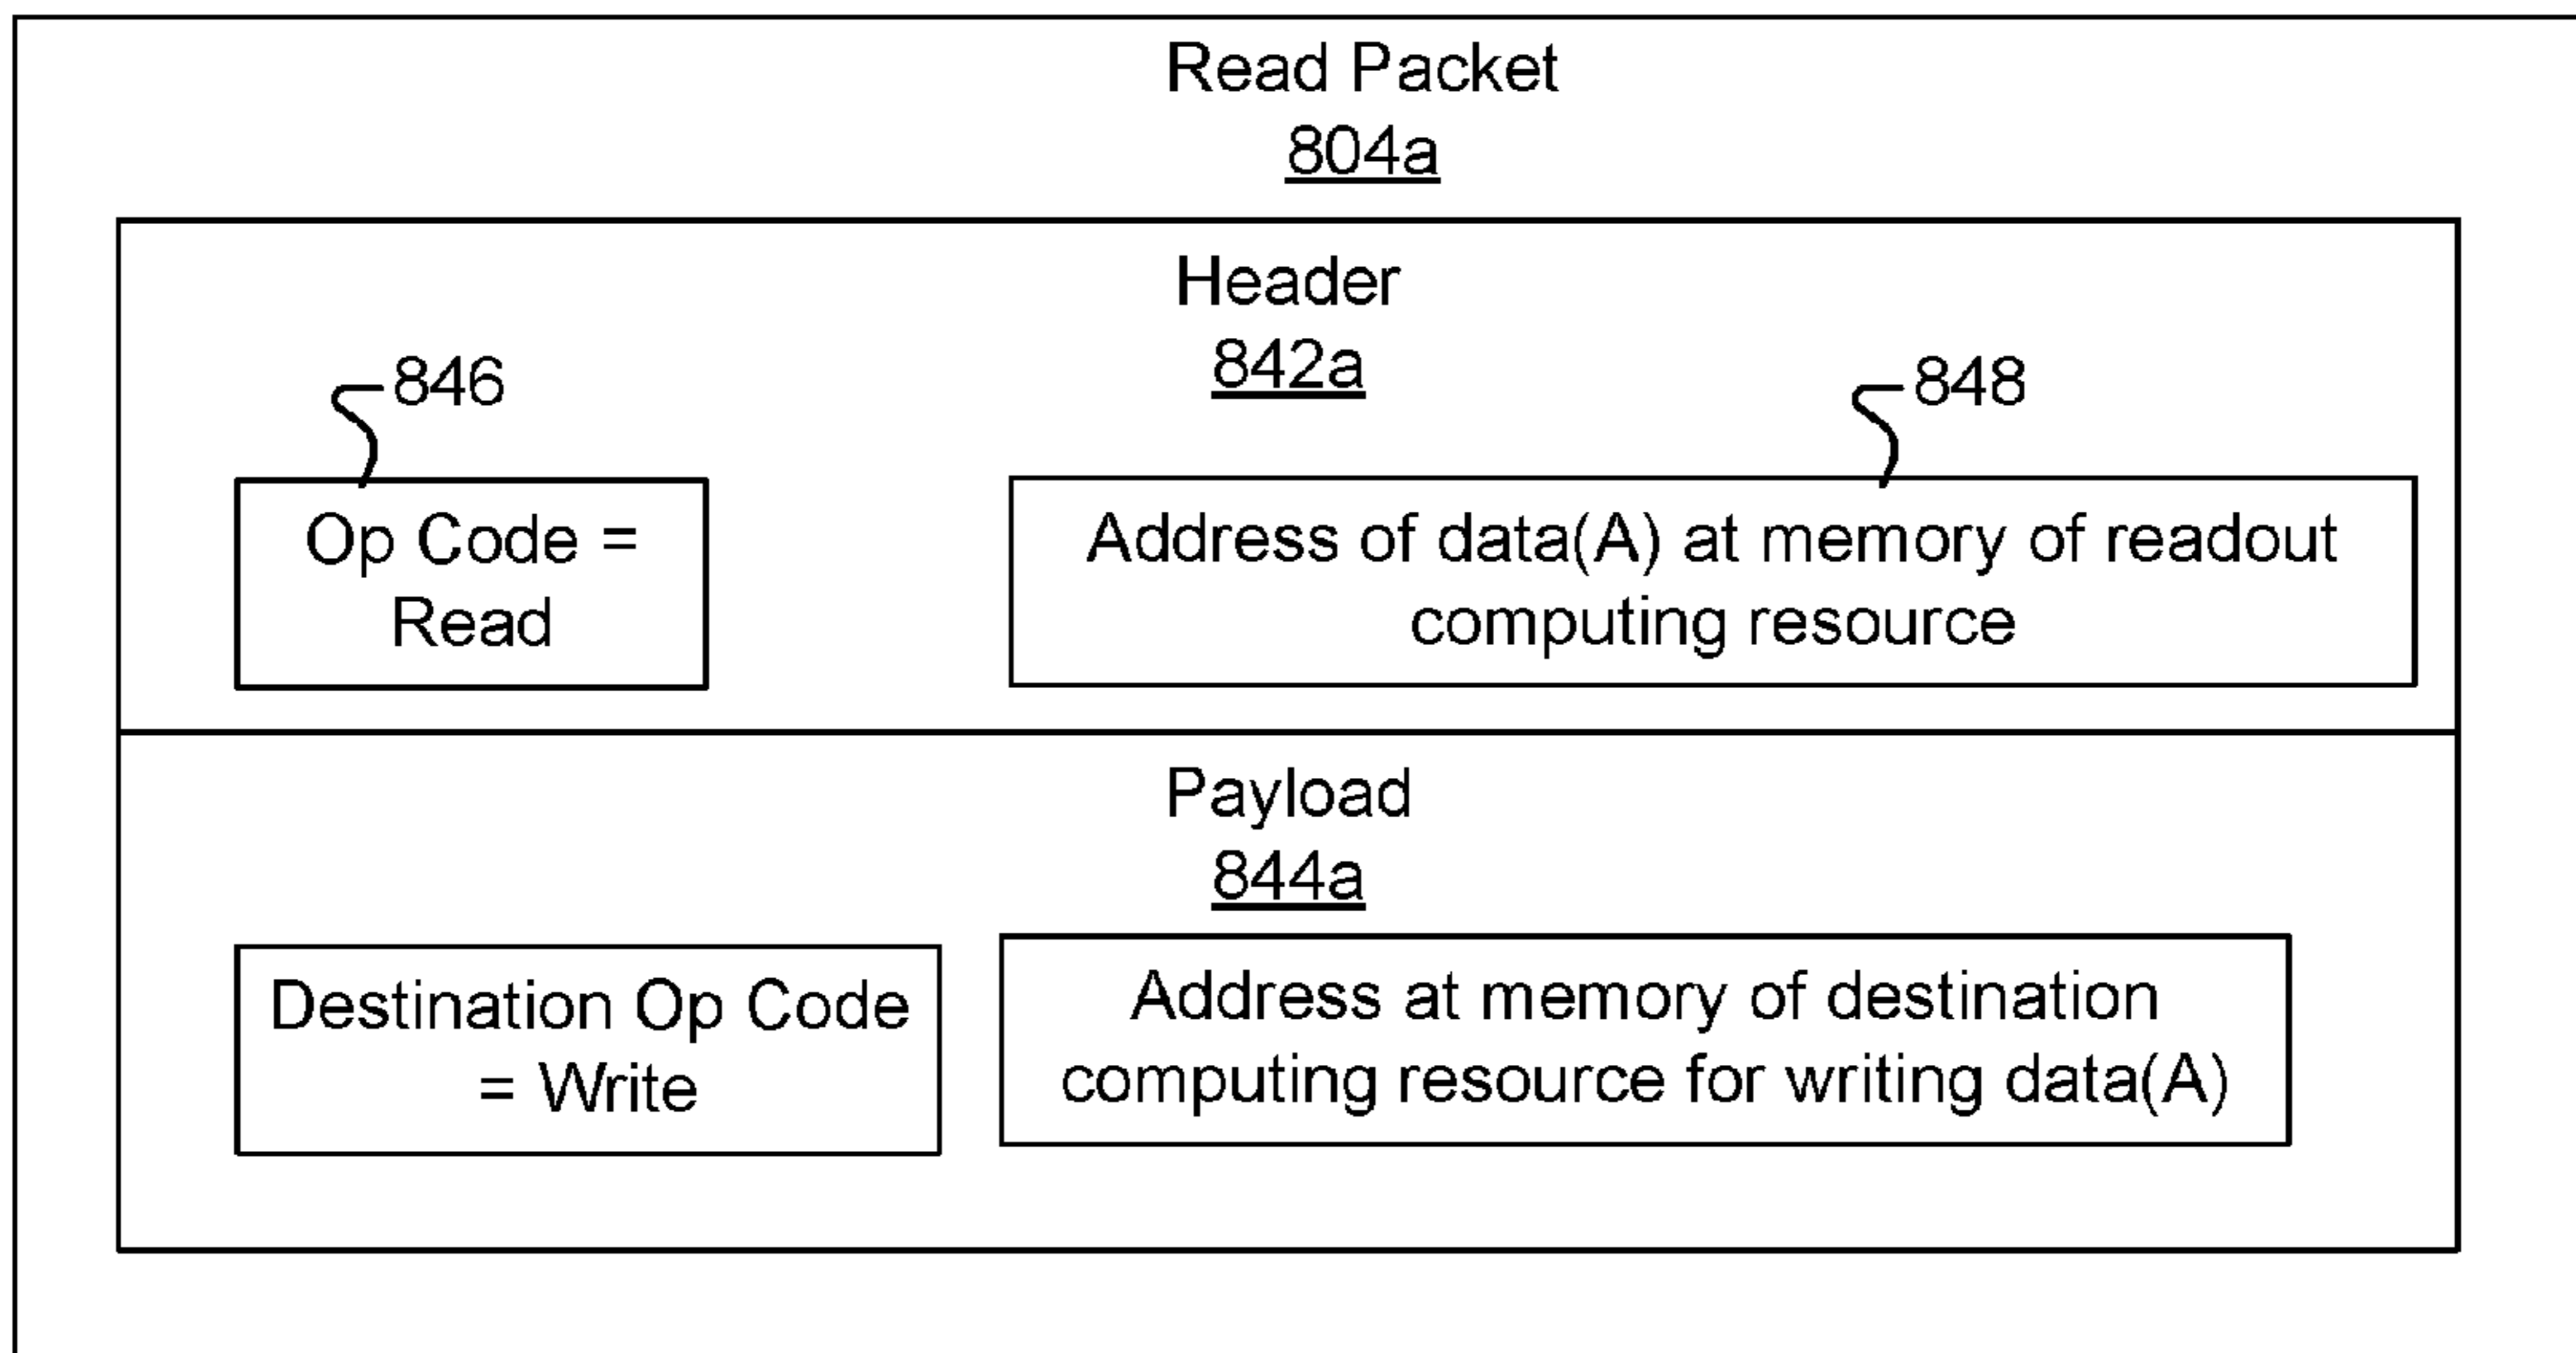 Read Packet
804a
Header
842a
846
848
Op Code =
Read
Address of data(A) at memory of readout
computing resource
Payload
844a
Destination Op Code
= Write
Address at memory of destination
computing resource for writing data(A)